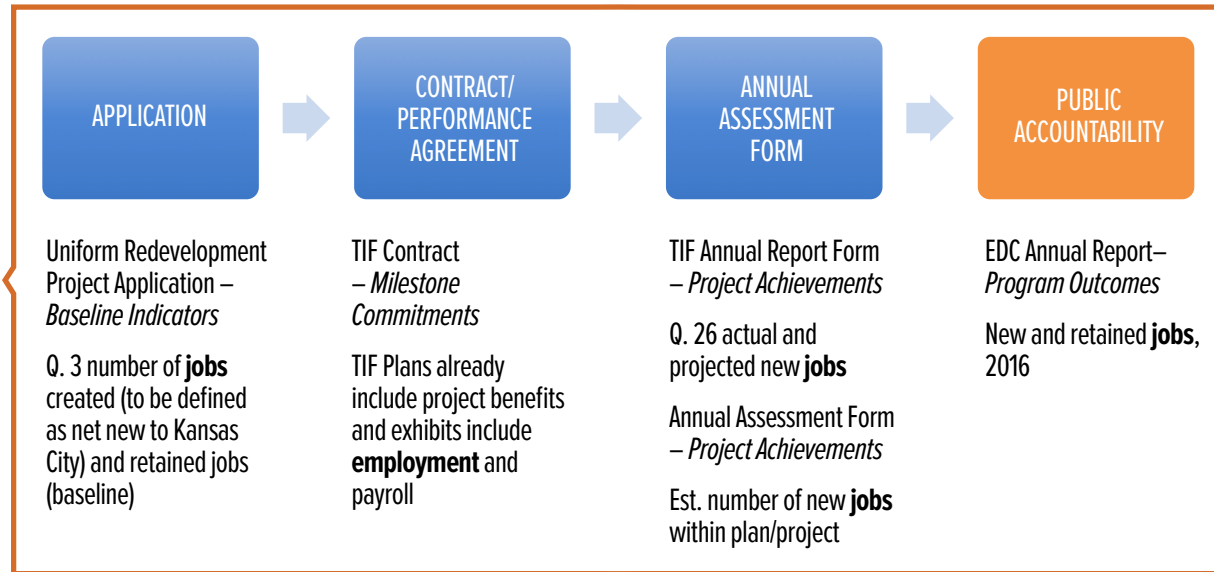 APPLICATION
Uniform Redevelopment
Project Application –
Baseline Indicators
Q. 3 number of jobs
created (to be defined
as net new to Kansas
City) and retained jobs
(baseline)
CONTRACT/
PERFORMANCE
AGREEMENT
TIF Contract
– Milestone
Commitments
TIF Plans already
include project benefits
and exhibits include
employment and
payroll
ANNUAL
ASSESSMENT
FORM
TIF Annual Report Form
– Project Achievements
Q. 26 actual and
projected new jobs
Annual Assessment Form
– Project Achievements
Est. number of new jobs
within plan/project
PUBLIC
ACCOUNTABILITY
EDC Annual Report–
Program Outcomes
New and retained jobs,
2016